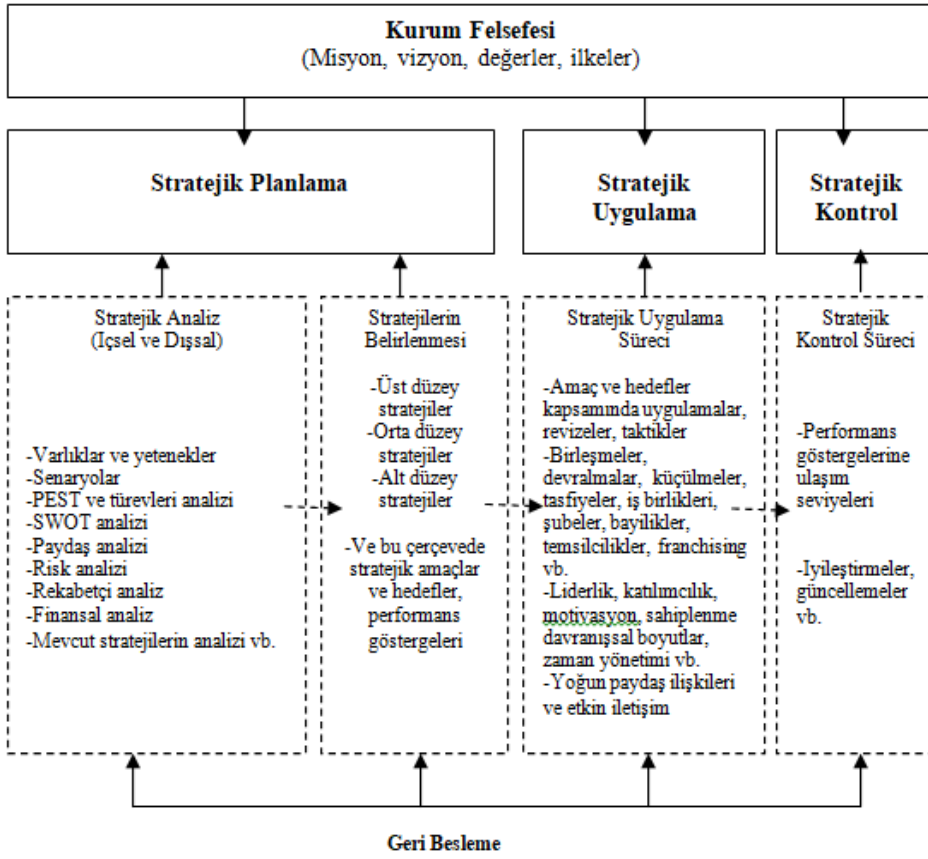 Kurum Felsefesi
(Misyon, vizyon, değerler, ilkeler)
Stratejik Planlama
Stratejik
Uygulama
Stratejik
Kontrol
Stratejik Analiz
(Içsel ve Dışsal)
-Varlıklar ve yetenekler
-Senaryolar
-PEST ve türevleri analizi
-SWOT analizi
-Paydaş analizi
-Risk analizi
-Rekabetçi analiz
-Finansal analiz
-Mevcut stratejilerin analizi vb.
Stratejilerin
Belirlenmesi
-Üst düzey
stratejiler
-Orta düzey
stratejiler
-Alt düzey
stratejiler
-Ve bu çerçevede
stratejik amaçlar
ve hedefler,
performans
göstergeleri
Stratejik Uygulama
Süreci
-Amaç ve hedefler
kapsamında uygulamalar,
revizeler, taktikler
-Birleşmeler,
devralmalar, küçülmeler,
tasfiyeler, iş birlikleri,
şubeler, bayilikler,
temsilcilikler, franchising
vb.
-Liderlik, katılımcılık,
motivasyon, sahiplenme
davranışsal boyutlar,
zaman yönetimi vb.
-Yoğun paydaş ilişkileri
ve etkin iletişim
Stratejik
Kontrol Süreci
-Performans
göstergelerine
ulaşım
seviyeleri
-Iyileştirmeler,
güncellemeler
vb.
Geri Besleme